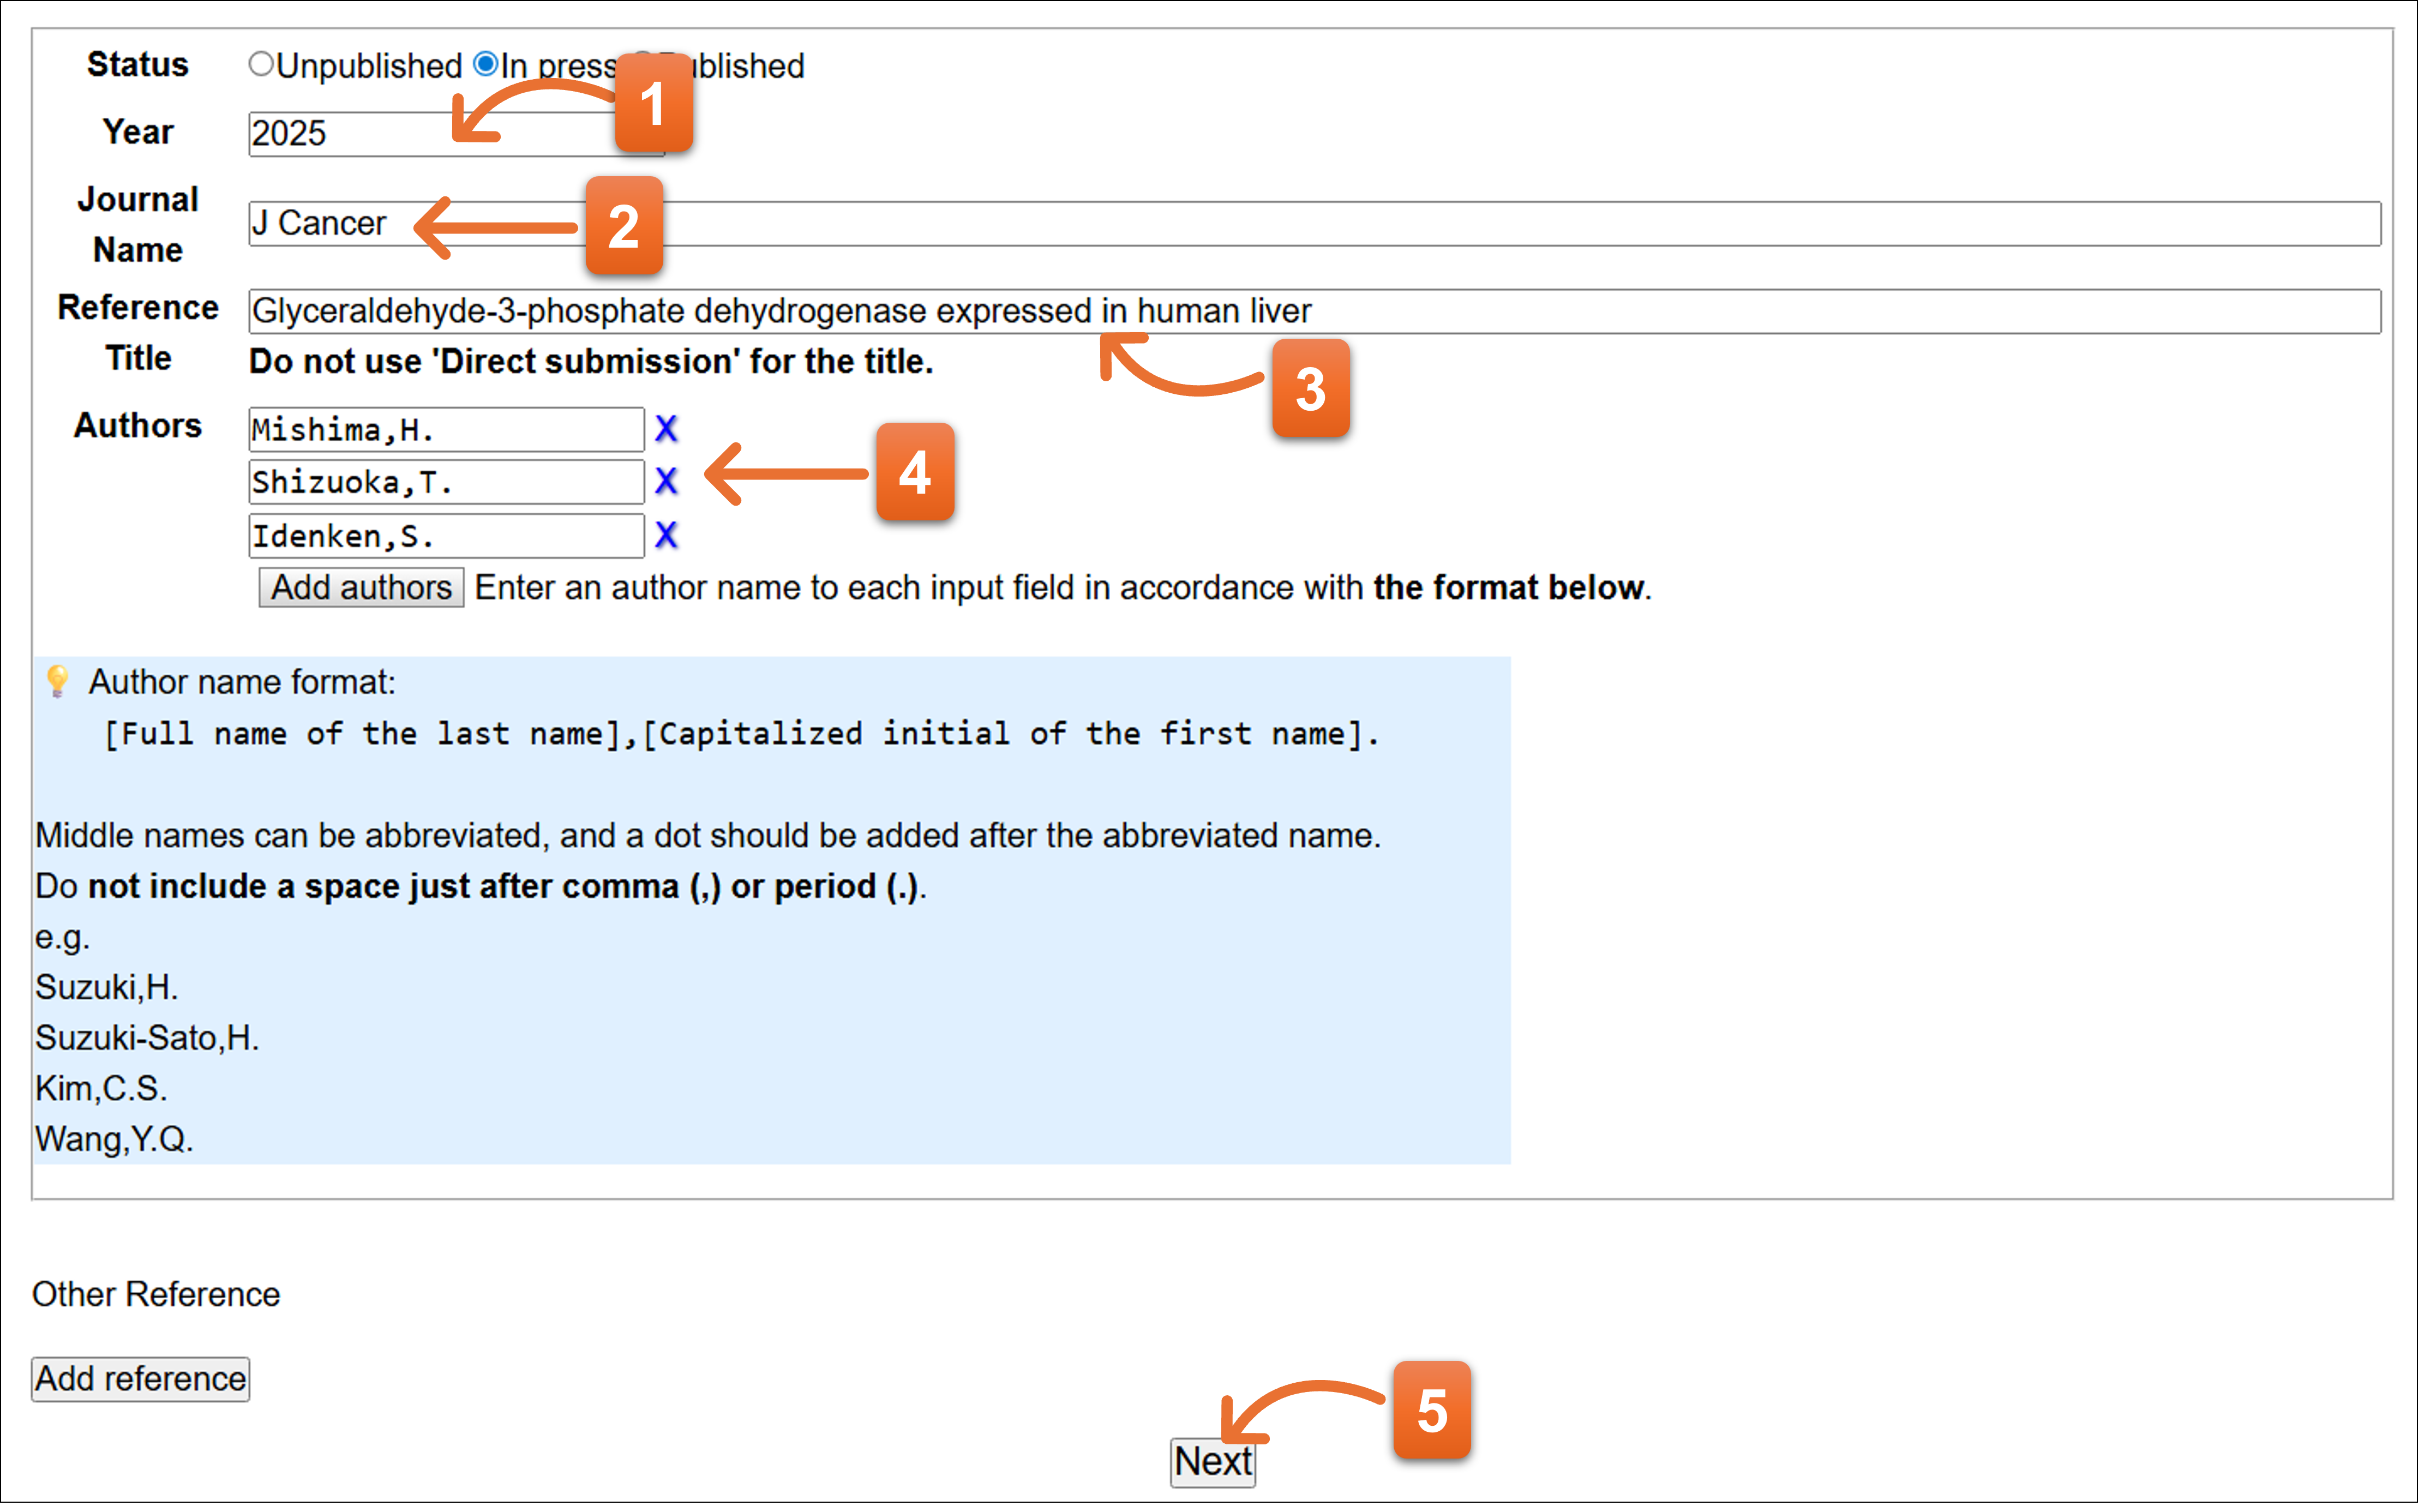 Status Unpublished In press ublished
1
Year 2025
Journal Name J Cancer
2
Reference Title Glyceraldehyde-3-phosphate dehydrogenase expressed in human liver
Do not use 'Direct submission' for the title.
3
Authors Mishima,H. X
Shizuoka,T. X
4
Idenken,S. X
Add authors Enter an author name to each input field in accordance with the format below.
Author name format:
[Full name of the last name],[Capitalized initial of the first name].
Middle names can be abbreviated, and a dot should be added after the abbreviated name.
Do not include a space just after comma (,) or period (.).
e.g.
Suzuki,H.
Suzuki-Sato,H.
Kim,C.S.
Wang,Y.Q.
Other Reference
Add reference
5
Next